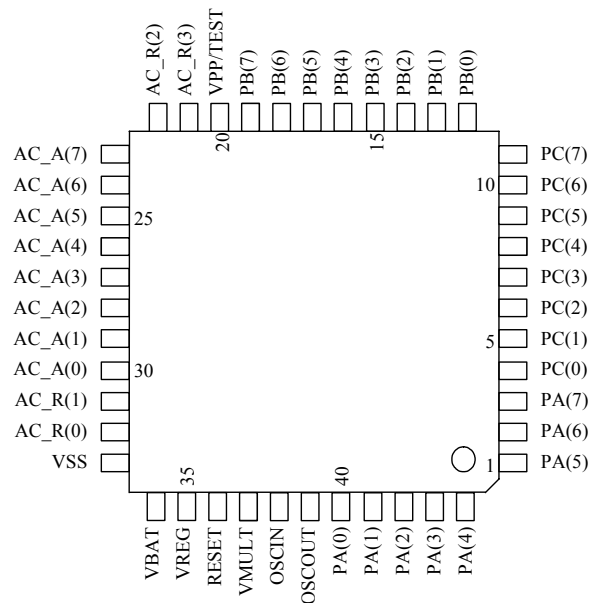 AC_R(2)
AC_R(3)
VPP/TEST
PB(7)
PB(6)
PB(5)
PB(4)
PB(3)
PB(2)
PB(1)
PB(0)
20
15
AC_A(7)
PC(7)
AC_A(6)
10
PC(6)
AC_A(5)
25
PC(5)
AC_A(4)
PC(4)
AC_A(3)
PC(3)
AC_A(2)
PC(2)
AC_A(1)
5
PC(1)
AC_A(0)
30
PC(0)
AC_R(1)
PA(7)
AC_R(0)
PA(6)
VSS
1
PA(5)
35
40
VBAT
VREG
RESET
VMULT
OSCIN
OSCOUT
PA(0)
PA(1)
PA(2)
PA(3)
PA(4)